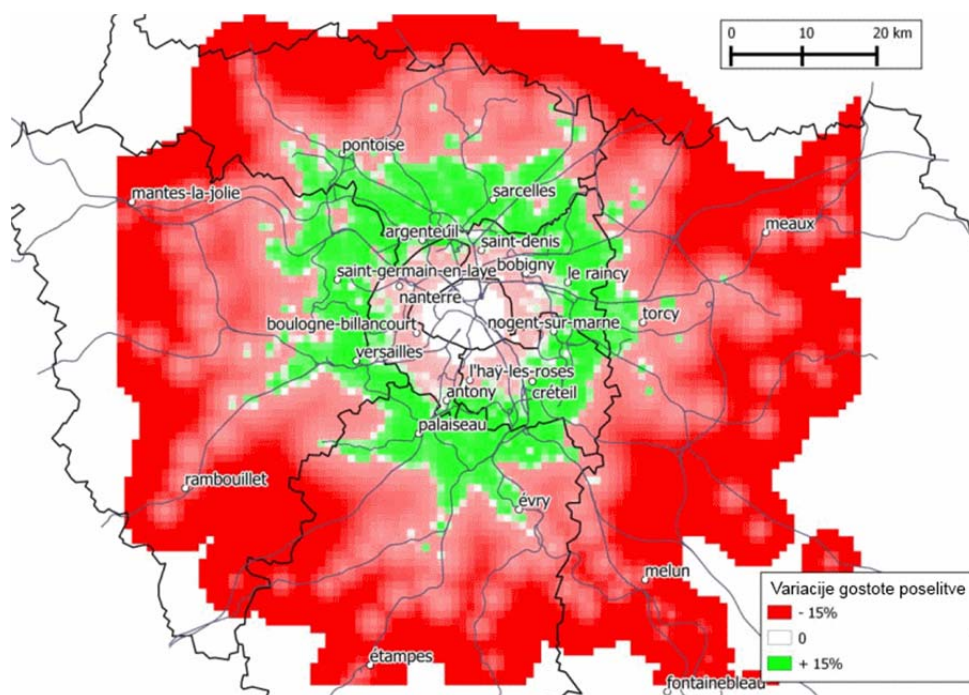 0 10 20 km
pontoise
mantes-la-jolie
sarcelles
meaux
argenteuil
saint-denis
bobigny
saint-germain-en-laye
le raincy
nanterre
torcy
boulogne-billancourt
nogent-sur-marne
versailles
l'haÿ-les-roses
antony
créteil
palaiseau
rambouillet
évry
melun
Variacije gostote poselitve
- 15%
0
+ 15%
étampes
fontainebleau